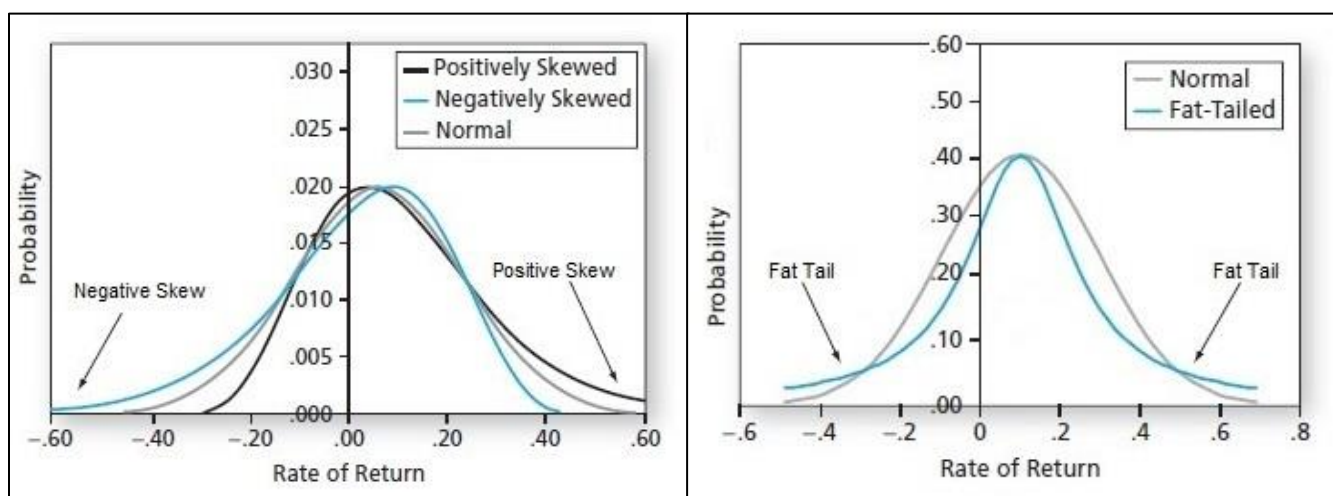 .030
.025
.020
.015
.010
.005
.000
Probability
Positively Skewed
Negatively Skewed
Normal
Negative Skew
Positive Skew
–.60 –.40 –.20 .00 .20 .40 .60
Rate of Return
.60
.50
.40
.30
.20
.10
.00
Probability
Normal
Fat-Tailed
Fat Tail
Fat Tail
–.6 –.4 –.2 0 .2 .4 .6 .8
Rate of Return